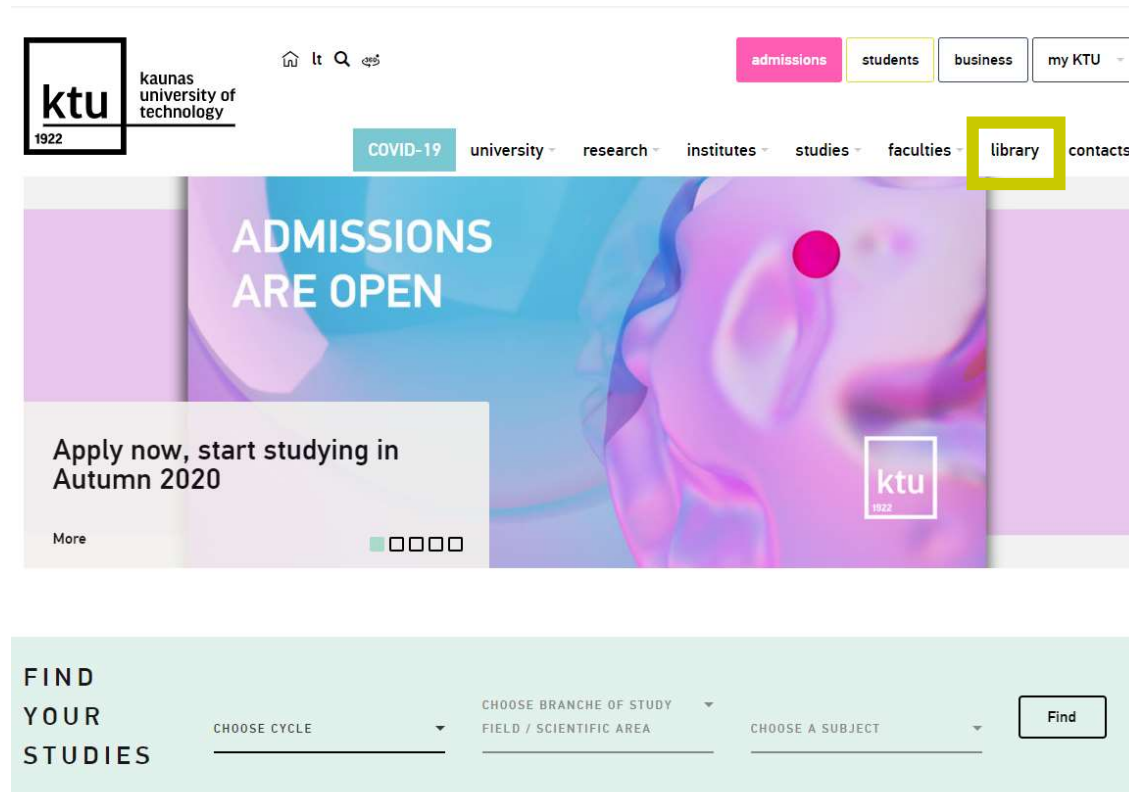 ktu
1922
kaunas
university of
technology
lt
360°
admissions
students
business
my KTU
COVID-19
university
research
institutes
studies
faculties
library
contacts
ADMISSIONS
ARE OPEN
Apply now, start studying in
Autumn 2020
More
ktu
1922
FIND
YOUR
STUDIES
CHOOSE CYCLE
CHOOSE BRANCHE OF STUDY
FIELD / SCIENTIFIC AREA
CHOOSE A SUBJECT
Find